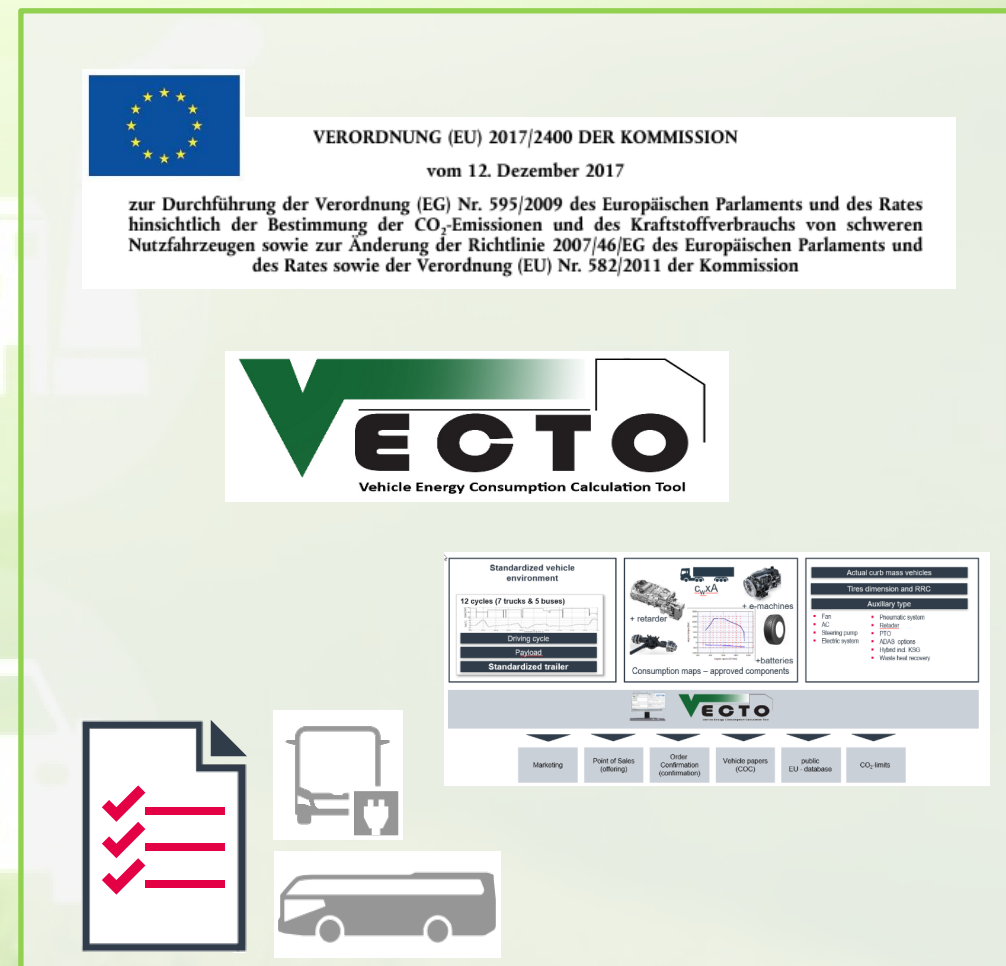 VERORDNUNG (EU) 2017/2400 DER KOMMISSION
vom 12. Dezember 2017
zur Durchführung der Verordnung (EG) Nr. 595/2009 des Europäischen Parlaments und des Rates
hinsichtlich der Bestimmung der CO₂-Emissionen und des Kraftstoffverbrauchs von schweren
Nutzfahrzeugen sowie zur Änderung der Richtlinie 2007/46/EG des Europäischen Parlaments und
des Rates sowie der Verordnung (EU) Nr. 582/2011 der Kommission
VECTO
Vehicle Energy Consumption Calculation Tool
Standardized vehicle
environment
12 cycles (7 trucks & 5 buses)
Driving cycle
Payload
Standardized trailer
cwxA
+ e-machines
+ retarder
+batteries
Consumption maps – approved components
Actual curb mass vehicles
Tires dimension and RRC
Auxiliary type
Fan
AC
Steering pump
Electric system
Pneumatic system
Retader
PTO
ADAS options
Hybrid incl. KSG
Waste heat recovery
VECTO
Marketing
Point of Sales
(offering)
Order
Confirmation
(confirmation)
Vehicle papers
(COC)
public
EU - database
CO₂-limits